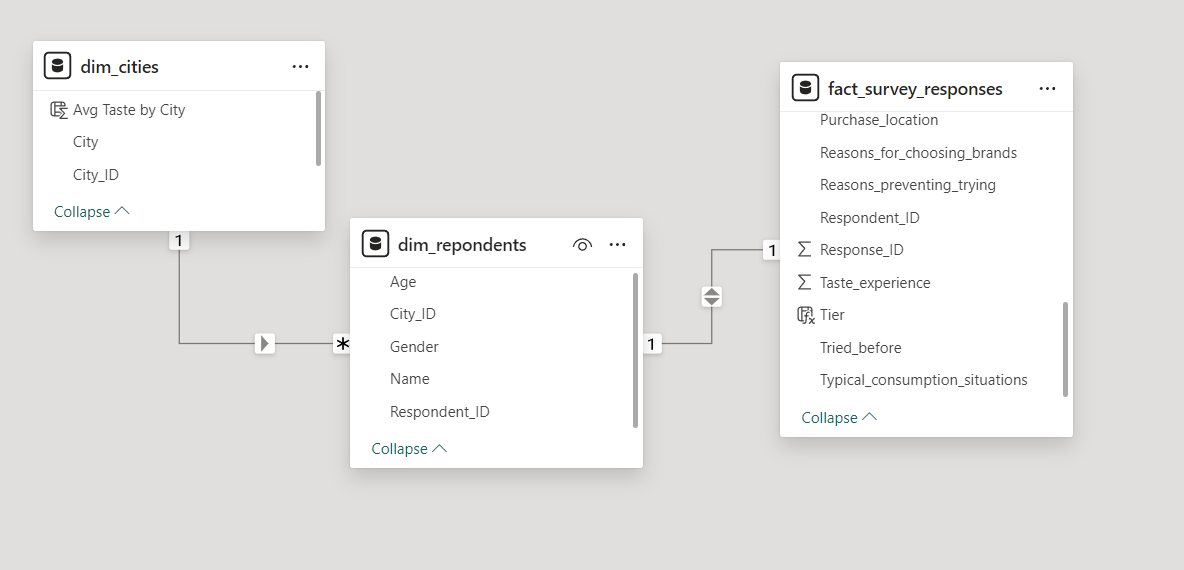 dim_cities
Avg Taste by City
City
City_ID
Collapse
1
*
dim_repondents
Age
City_ID
Gender
Name
Respondent_ID
Collapse
1
1
fact_survey_responses
Purchase_location
Reasons_for_choosing_brands
Reasons_preventing_trying
Respondent_ID
Response_ID
Taste_experience
Tier
Tried_before
Typical_consumption_situations
Collapse